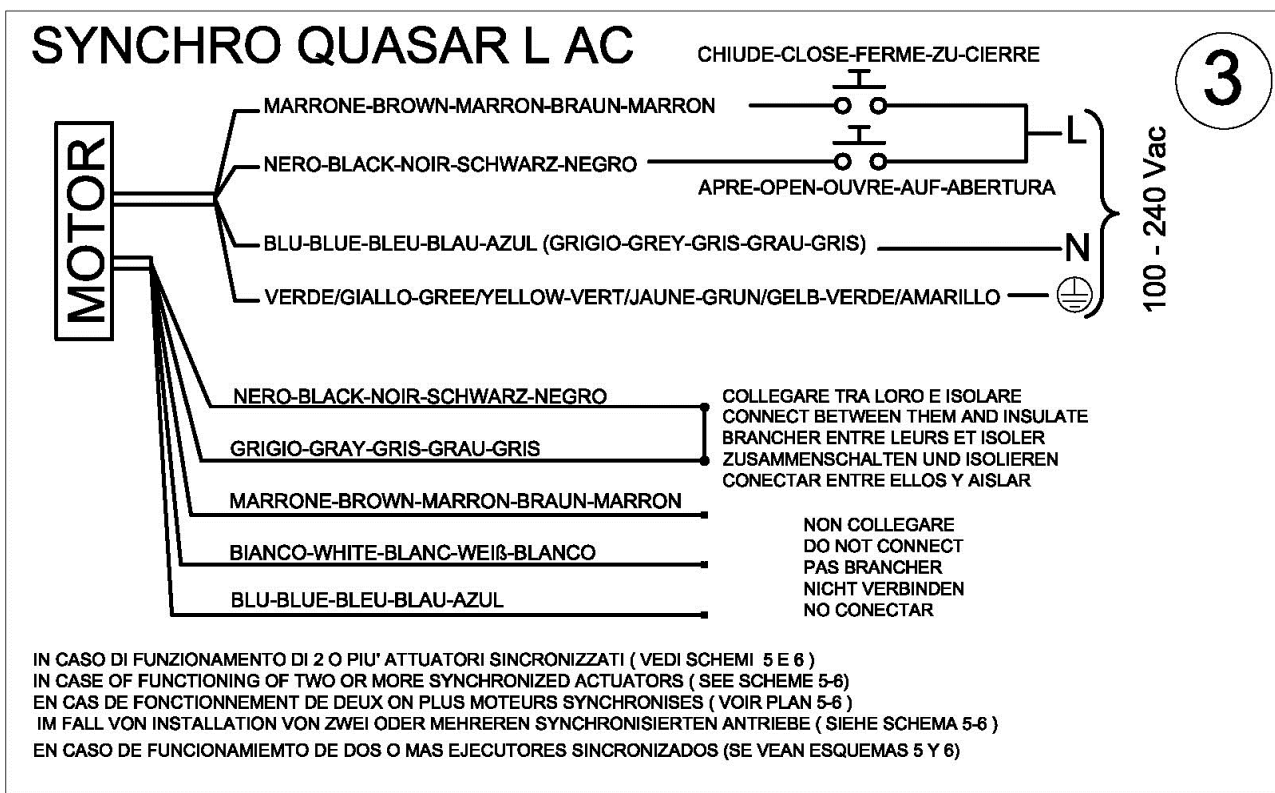 SYNCHRO QUASAR L AC
3
CHIUDE-CLOSE-FERME-ZU-CIERRE
MOTOR
MARRONE-BROWN-MARRON-BRAUN-MARRON
L
NERO-BLACK-NOIR-SCHWARZ-NEGRO
APRE-OPEN-OUVRE-AUF-ABERTURA
BLU-BLUE-BLEU-BLAU-AZUL (GRIGIO-GREY-GRIS-GRAU-GRIS)
N
VERDE/GIALLO-GREE/YELLOW-VERT/JAUNE-GRUN/GELB-VERDE/AMARILLO
100 - 240 Vac
NERO-BLACK-NOIR-SCHWARZ-NEGRO
GRIGIO-GRAY-GRIS-GRAU-GRIS
COLLEGARE TRA LORO E ISOLARE
CONNECT BETWEEN THEM AND INSULATE
BRANCHER ENTRE LEURS ET ISOLER
ZUSAMMENSCHALTEN UND ISOLIEREN
CONECTAR ENTRE ELLOS Y AISLAR
MARRONE-BROWN-MARRON-BRAUN-MARRON
BIANCO-WHITE-BLANC-WEIß-BLANCO
BLU-BLUE-BLEU-BLAU-AZUL
NON COLLEGARE
DO NOT CONNECT
PAS BRANCHER
NICHT VERBINDEN
NO CONECTAR
IN CASO DI FUNZIONAMENTO DI 2 O PIU' ATTUATORI SINCRONIZZATI ( VEDI SCHEMI 5 E 6 )
IN CASE OF FUNCTIONING OF TWO OR MORE SYNCHRONIZED ACTUATORS ( SEE SCHEME 5-6)
EN CAS DE FONCTIONNEMENT DE DEUX ON PLUS MOTEURS SYNCHRONISES ( VOIR PLAN 5-6 )
IM FALL VON INSTALLATION VON ZWEI ODER MEHREREN SYNCHRONISIERTEN ANTRIEBE ( SIEHE SCHEMA 5-6 )
EN CASO DE FUNCIONAMIEMTO DE DOS O MAS EJECUTORES SINCRONIZADOS (SE VEAN ESQUEMAS 5 Y 6)